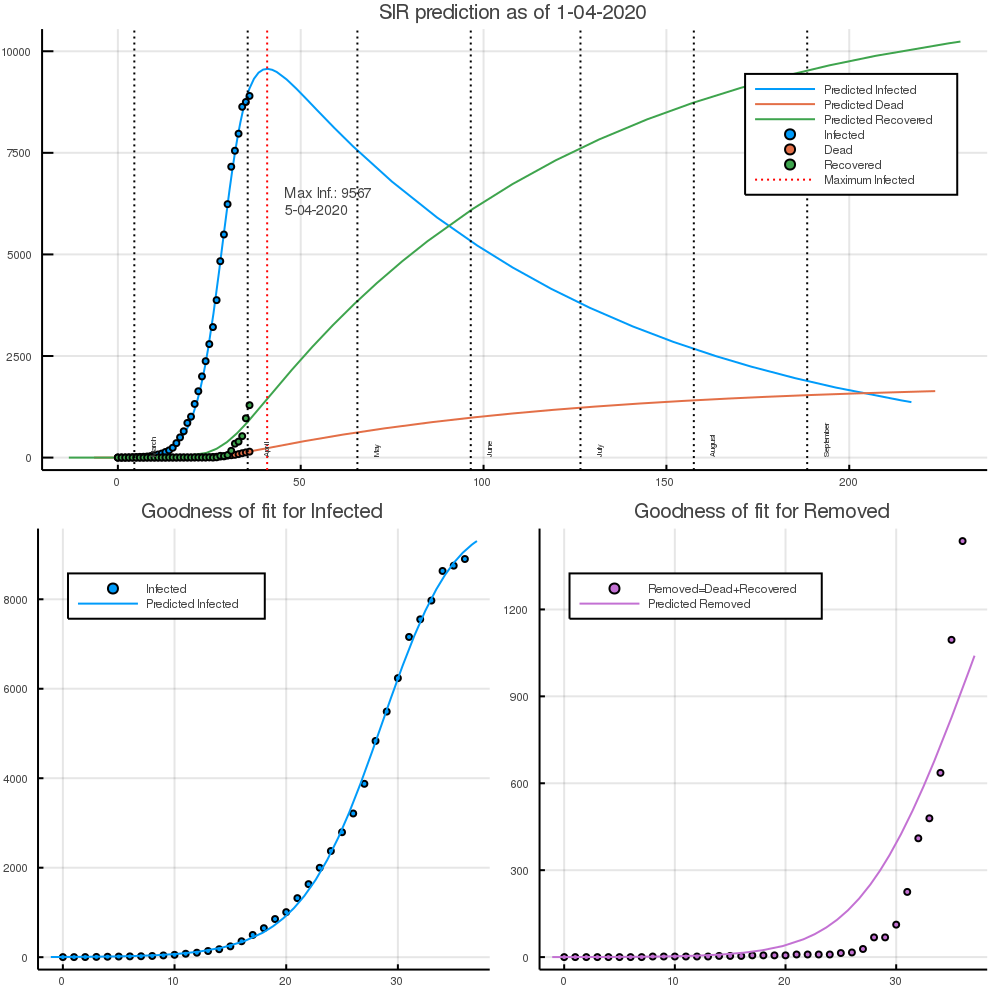 SIR prediction as of 1-04-2020
10000
7500
5000
2500
0
Predicted Infected
Predicted Dead
Predicted Recovered
Infected
Dead
Recovered
Maximum Infected
Max Inf.: 9567
5-04-2020
April
May
June
July
August
September
0 50 100 150 200
Goodness of fit for Infected
Infected
Predicted Infected
8000
6000
4000
2000
0
0 10 20 30
Goodness of fit for Removed
Removed=Dead+Recovered
Predicted Removed
1200
900
600
300
0
0 10 20 30